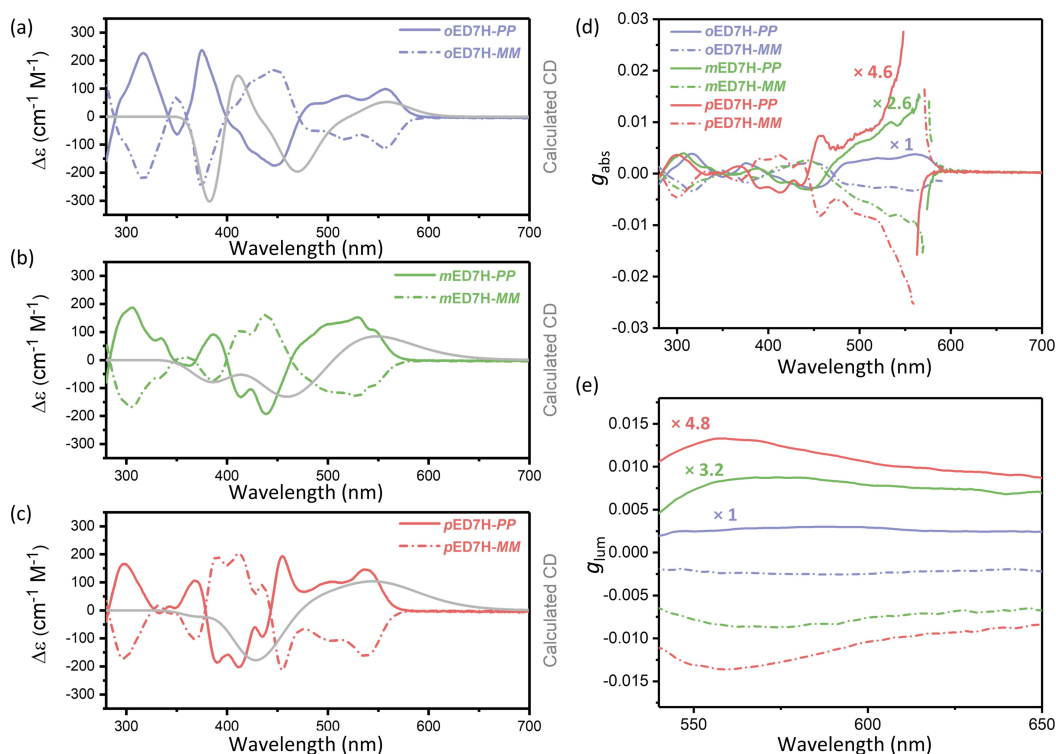 (a)
300
200
100
0
-100
-200
-300
Δε (cm⁻¹ M⁻¹)
oED7H-PP
oED7H-MM
Calculated CD
300 400 500 600 700
Wavelength (nm)
(b)
300
200
100
0
-100
-200
-300
Δε (cm⁻¹ M⁻¹)
mED7H-PP
mED7H-MM
Calculated CD
300 400 500 600 700
Wavelength (nm)
(c)
300
200
100
0
-100
-200
-300
Δε (cm⁻¹ M⁻¹)
pED7H-PP
pED7H-MM
Calculated CD
300 400 500 600 700
Wavelength (nm)
(d)
0.03
0.02
0.01
0.00
-0.01
-0.02
-0.03
g_abs
oED7H-PP
oED7H-MM
mED7H-PP
mED7H-MM
pED7H-PP
pED7H-MM
× 4.6
× 2.6
× 1
300 400 500 600 700
Wavelength (nm)
(e)
0.015
0.010
0.005
0.000
-0.005
-0.010
-0.015
g_lum
× 4.8
× 3.2
× 1
550 600 650
Wavelength (nm)